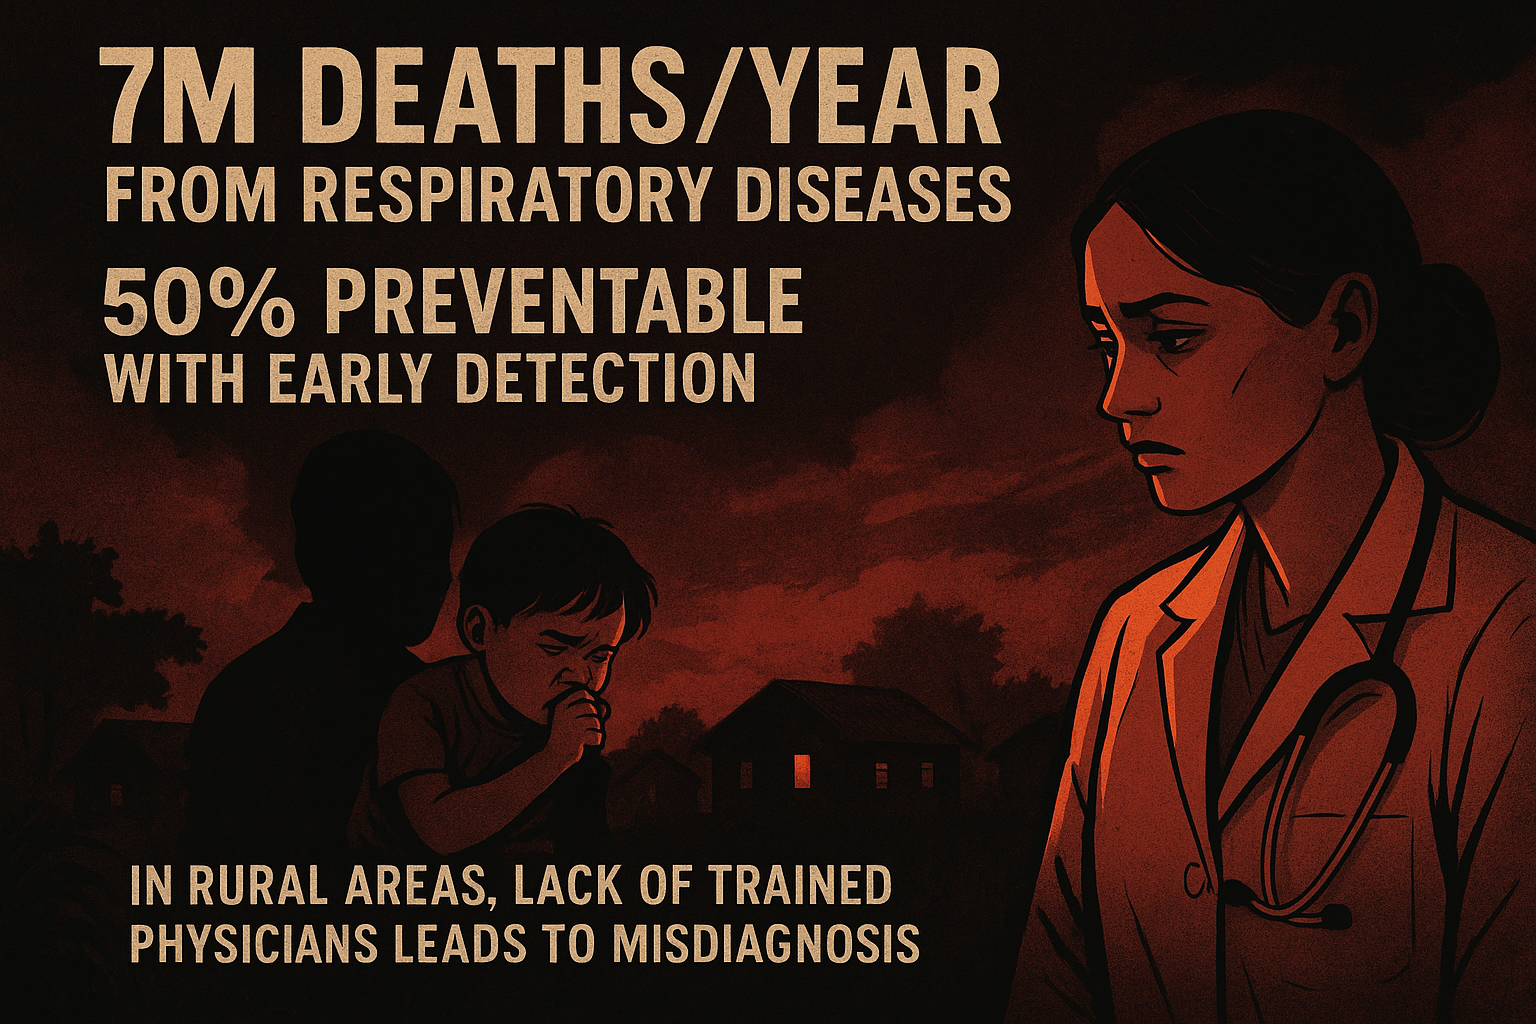 7M DEATHS/YEAR
FROM RESPIRATORY DISEASES
50% PREVENTABLE
WITH EARLY DETECTION
IN RURAL AREAS, LACK OF TRAINED
PHYSICIANS LEADS TO MISDIAGNOSIS